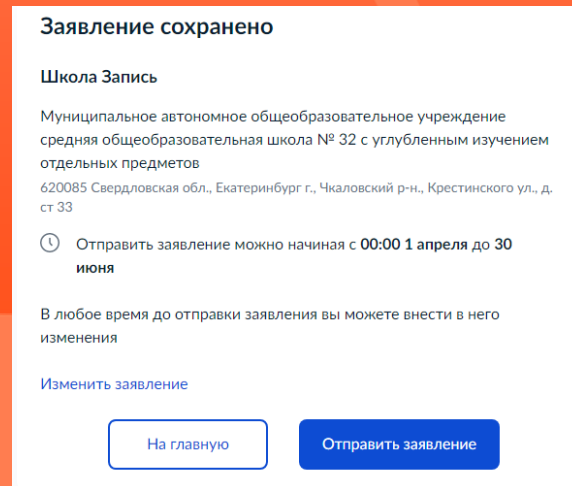 Заявление сохранено
Школа Запись
Муниципальное автономное общеобразовательное учреждение
средняя общеобразовательная школа № 32 с углубленным изучением
отдельных предметов
620085 Свердловская обл., Екатеринбург г., Чкаловский р-н., Крестинского ул., д.
ст 33
Отправить заявление можно начиная с 00:00 1 апреля до 30
июня
В любое время до отправки заявления вы можете внести в него
изменения
Изменить заявление
На главную
Отправить заявление